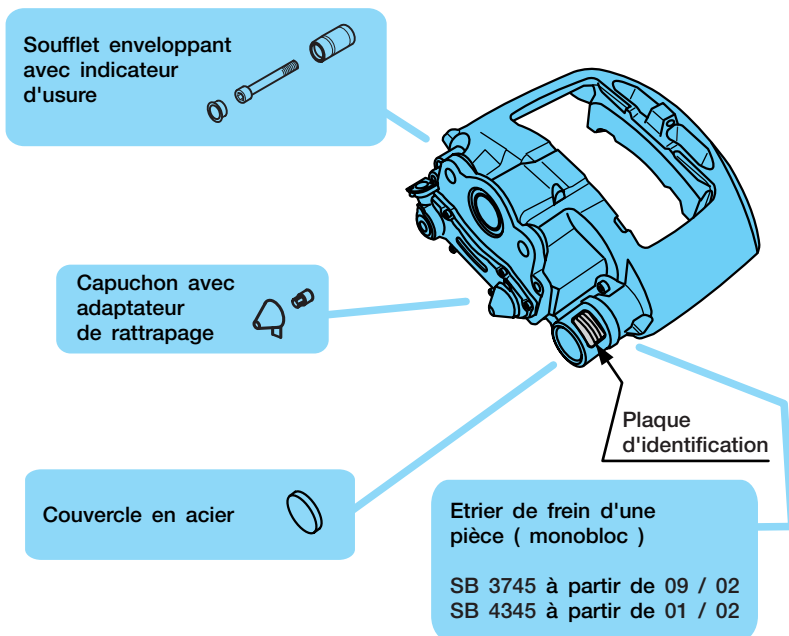 Soufflet enveloppant
avec indicateur
d'usure
Capuchon avec
adaptateur
de rattrapage
Plaque
d'identification
Couvercle en acier
Etrier de frein d'une
pièce ( monobloc )
SB 3745 à partir de 09 / 02
SB 4345 à partir de 01 / 02